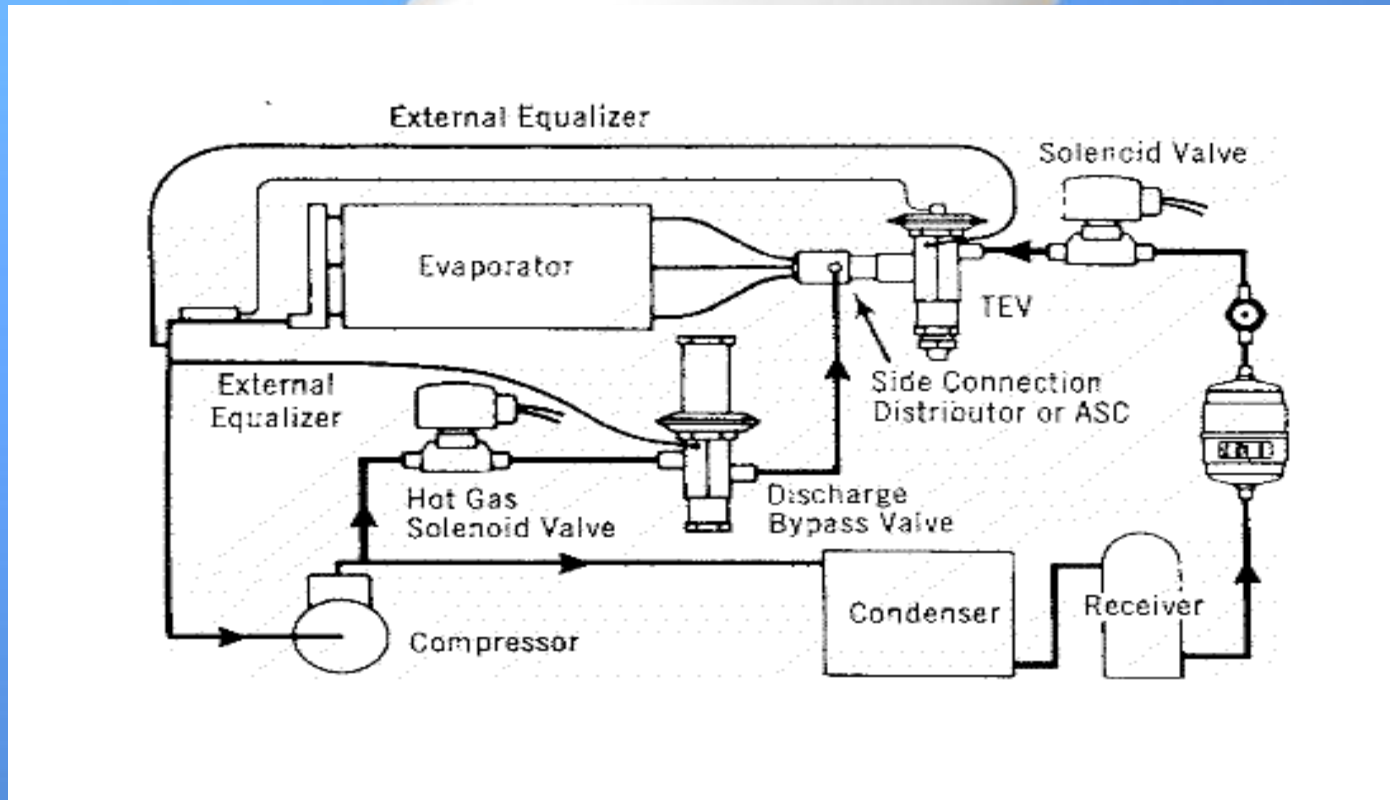 External Equalizer
Solenoid Valve
Evaporator
TEV
External
Equalizer
Side Connection
Distributor or ASC
Hot Gas
Solenoid Valve
Discharge
Bypass Valve
Condenser
Receiver
Compressor